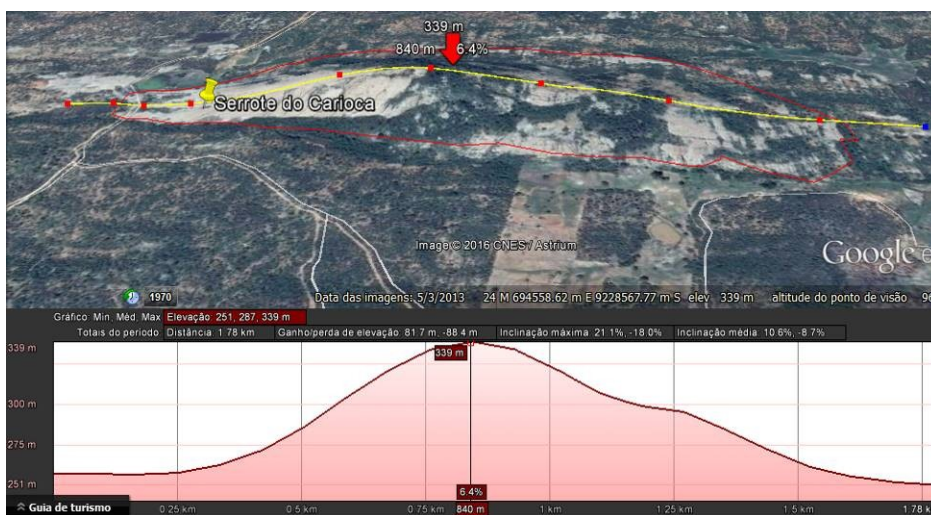 339 m
840 m 6.4%
Serrote do Carioca
Image © 2016 CNES / Astrium
Google e
1970
Data das imagens: 5/3/2013 24 M 694558.62 m E 9228567.77 m S elev 339 m altitude do ponto de visão 96
Gráfico: Mín, Méd, Máx Elevação: 251, 287, 339 m
Totais do período Distância: 1.78 km Ganho/perda de elevação: 81.7 m, -88.4 m Inclinação máxima: 21.1%, -18.0% Inclinação média: 10.6%, -8.7%
339 m
339 m
300 m
275 m
251 m
6.4%
Guia de turismo
0.25 km 0.5 km 0.75 km 840 m 1 km 1.25 km 1.5 km 1.78 k